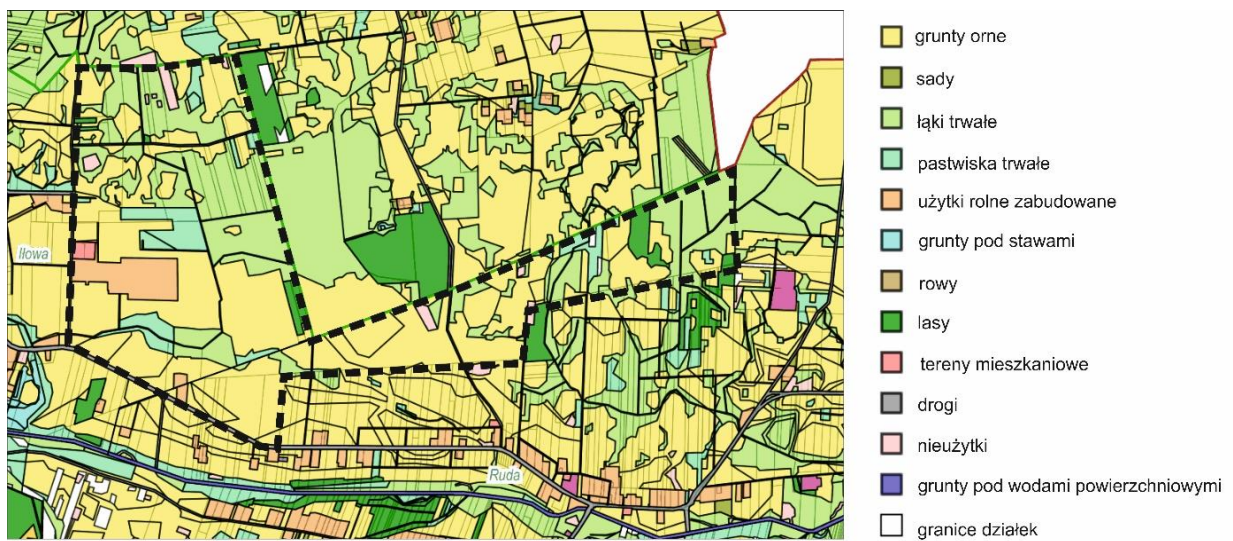 Iłowa
Ruda
grunty orne
sady
łąki trwałe
pastwiska trwałe
użytki rolne zabudowane
grunty pod stawami
rowy
lasy
tereny mieszkaniowe
drogi
nieużytki
grunty pod wodami powierzchniowymi
granice działek